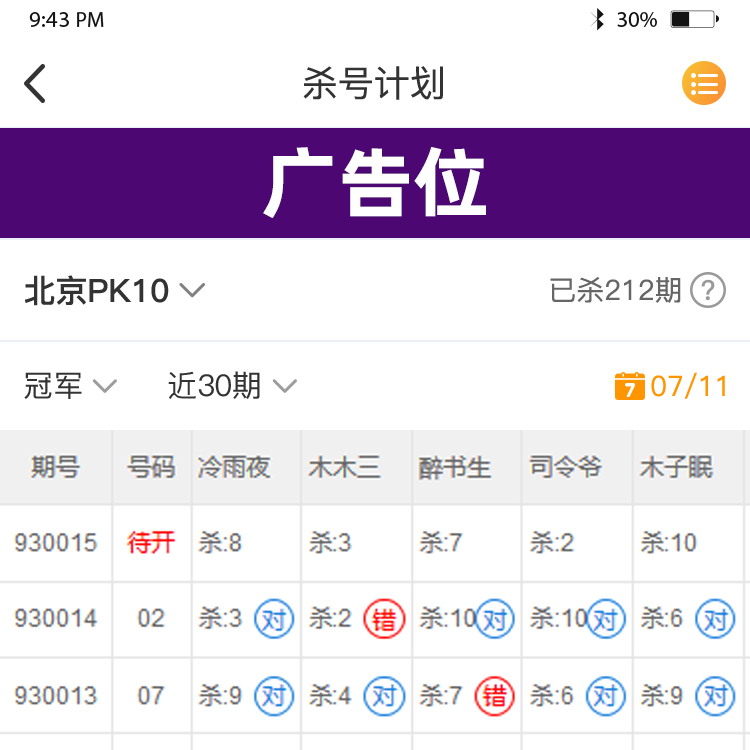 9:43 PM 30%
杀号计划
广告位
北京PK10 已杀212期 ?
冠军 近30期 7 07/11
期号 号码 冷雨夜 木木三 醉书生 司令爷 木子眠
930015 待开 杀:8 杀:3 杀:7 杀:2 杀:10
930014 02 杀:3 对 杀:2 错 杀:10 对 杀:10 对 杀:6 对
930013 07 杀:9 对 杀:4 对 杀:7 错 杀:6 对 杀:9 对